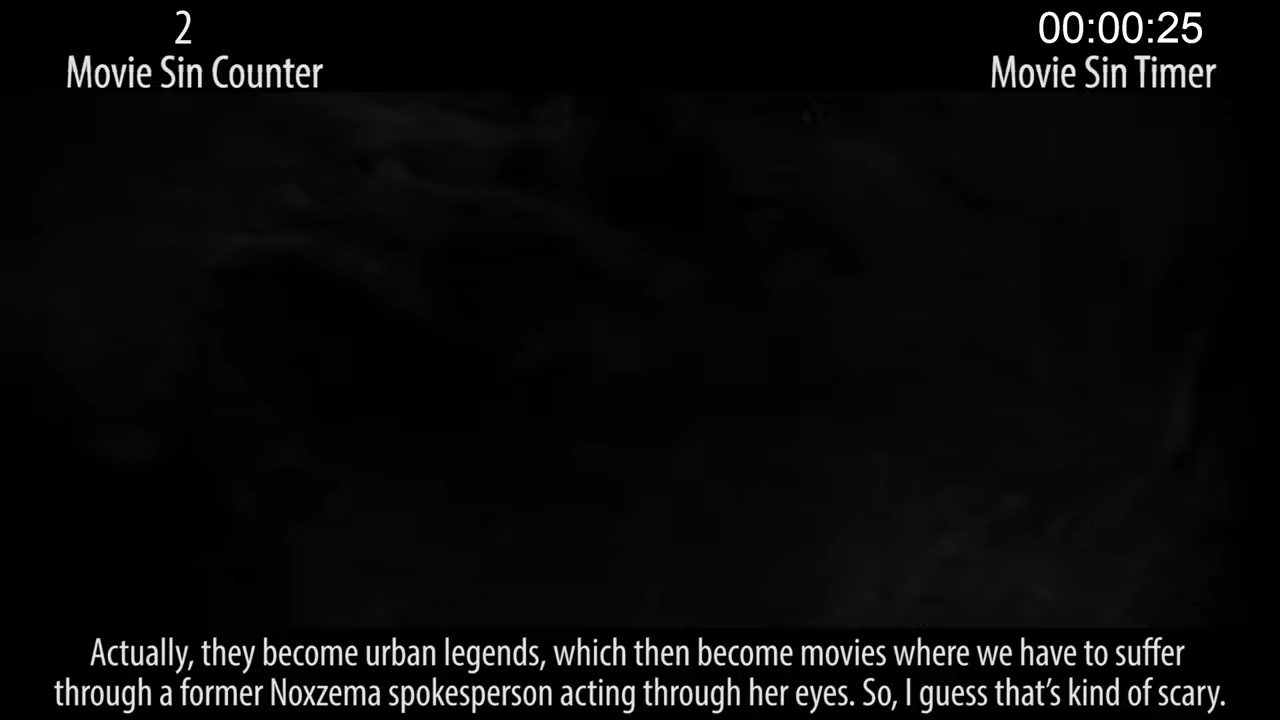 2
Movie Sin Counter
00:00:25
Movie Sin Timer
Actually, they become urban legends, which then become movies where we have to suffer
through a former Noxzema spokesperson acting through her eyes. So, I guess that's kind of scary.